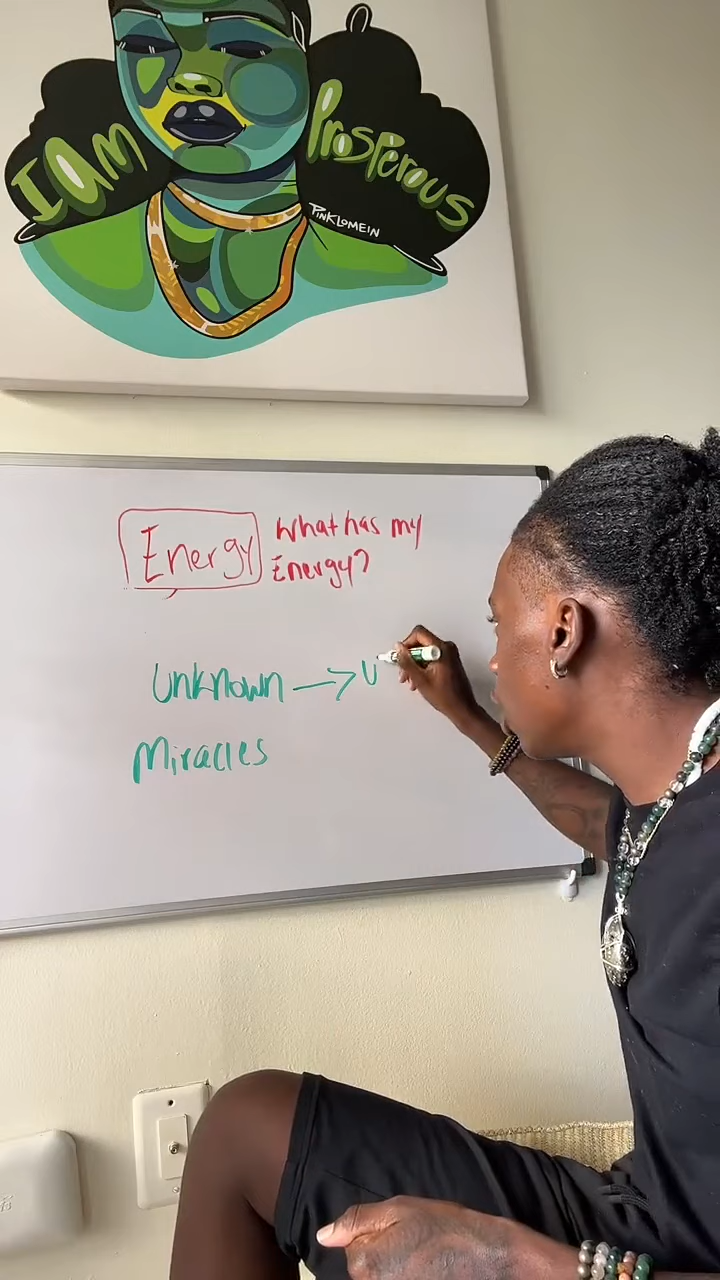 I am Prosperous
PINKLOMEIN
Energy What has my
Energy?
Unknown → U
Miracles